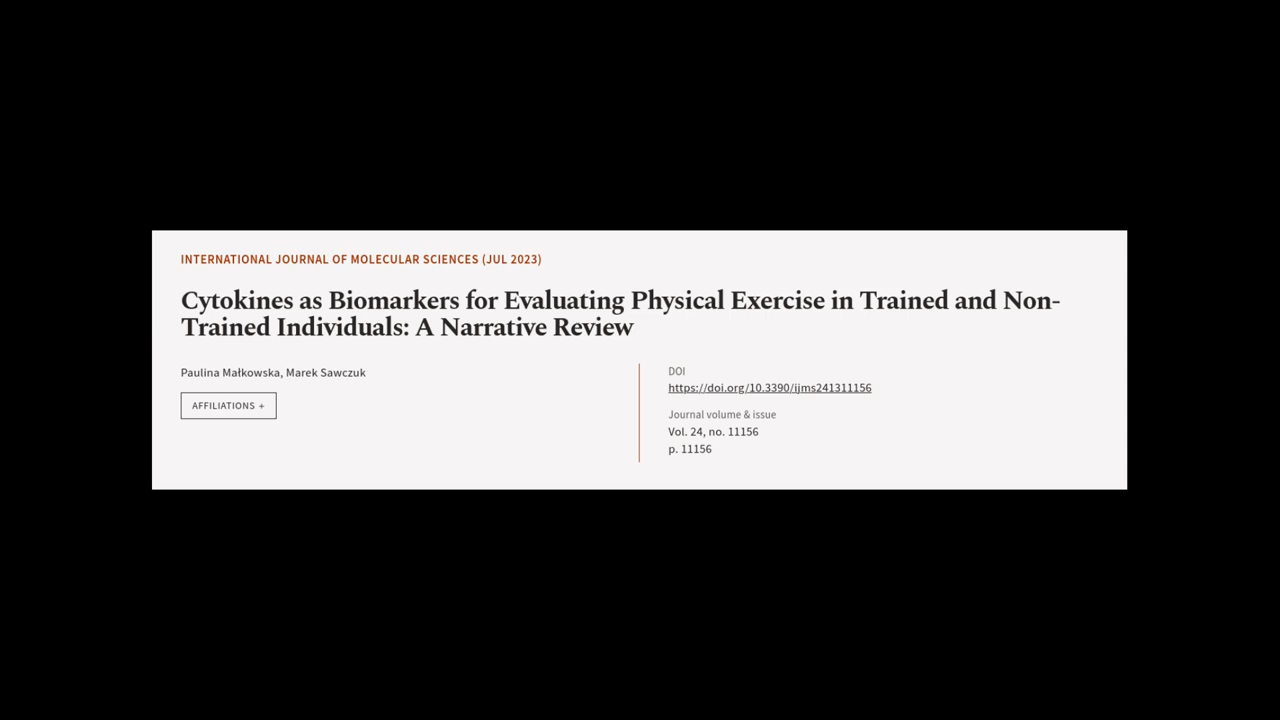 INTERNATIONAL JOURNAL OF MOLECULAR SCIENCES (JUL 2023)
Cytokines as Biomarkers for Evaluating Physical Exercise in Trained and Non-
Trained Individuals: A Narrative Review
Paulina Małkowska, Marek Sawczuk
AFFILIATIONS +
DOI
https://doi.org/10.3390/ijms241311156
Journal volume & issue
Vol. 24, no. 11156
p. 11156